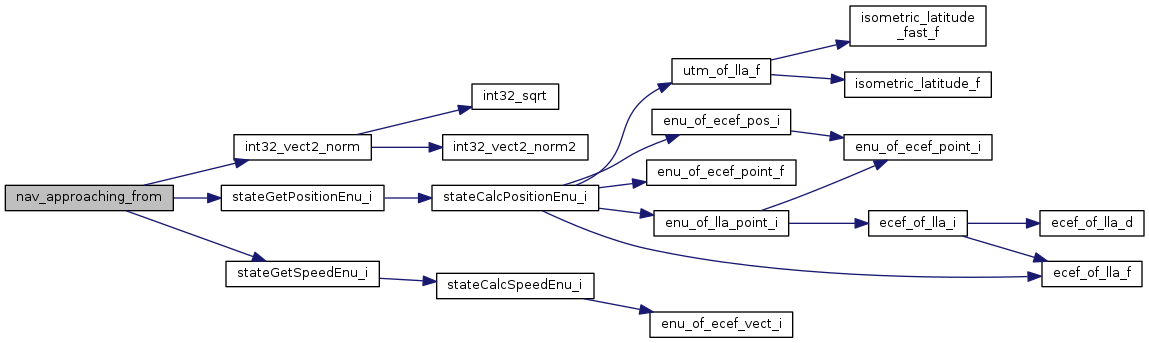 isometric_latitude
_fast_f
utm_of_lla_f
isometric_latitude_f
int32_sqrt
enu_of_ecef_pos_i
int32_vect2_norm
int32_vect2_norm2
enu_of_ecef_point_i
enu_of_ecef_point_f
nav_approaching_from
stateGetPositionEnu_i
stateCalcPositionEnu_i
enu_of_lla_point_i
ecef_of_lla_i
ecef_of_lla_d
stateGetSpeedEnu_i
ecef_of_lla_f
stateCalcSpeedEnu_i
enu_of_ecef_vect_i